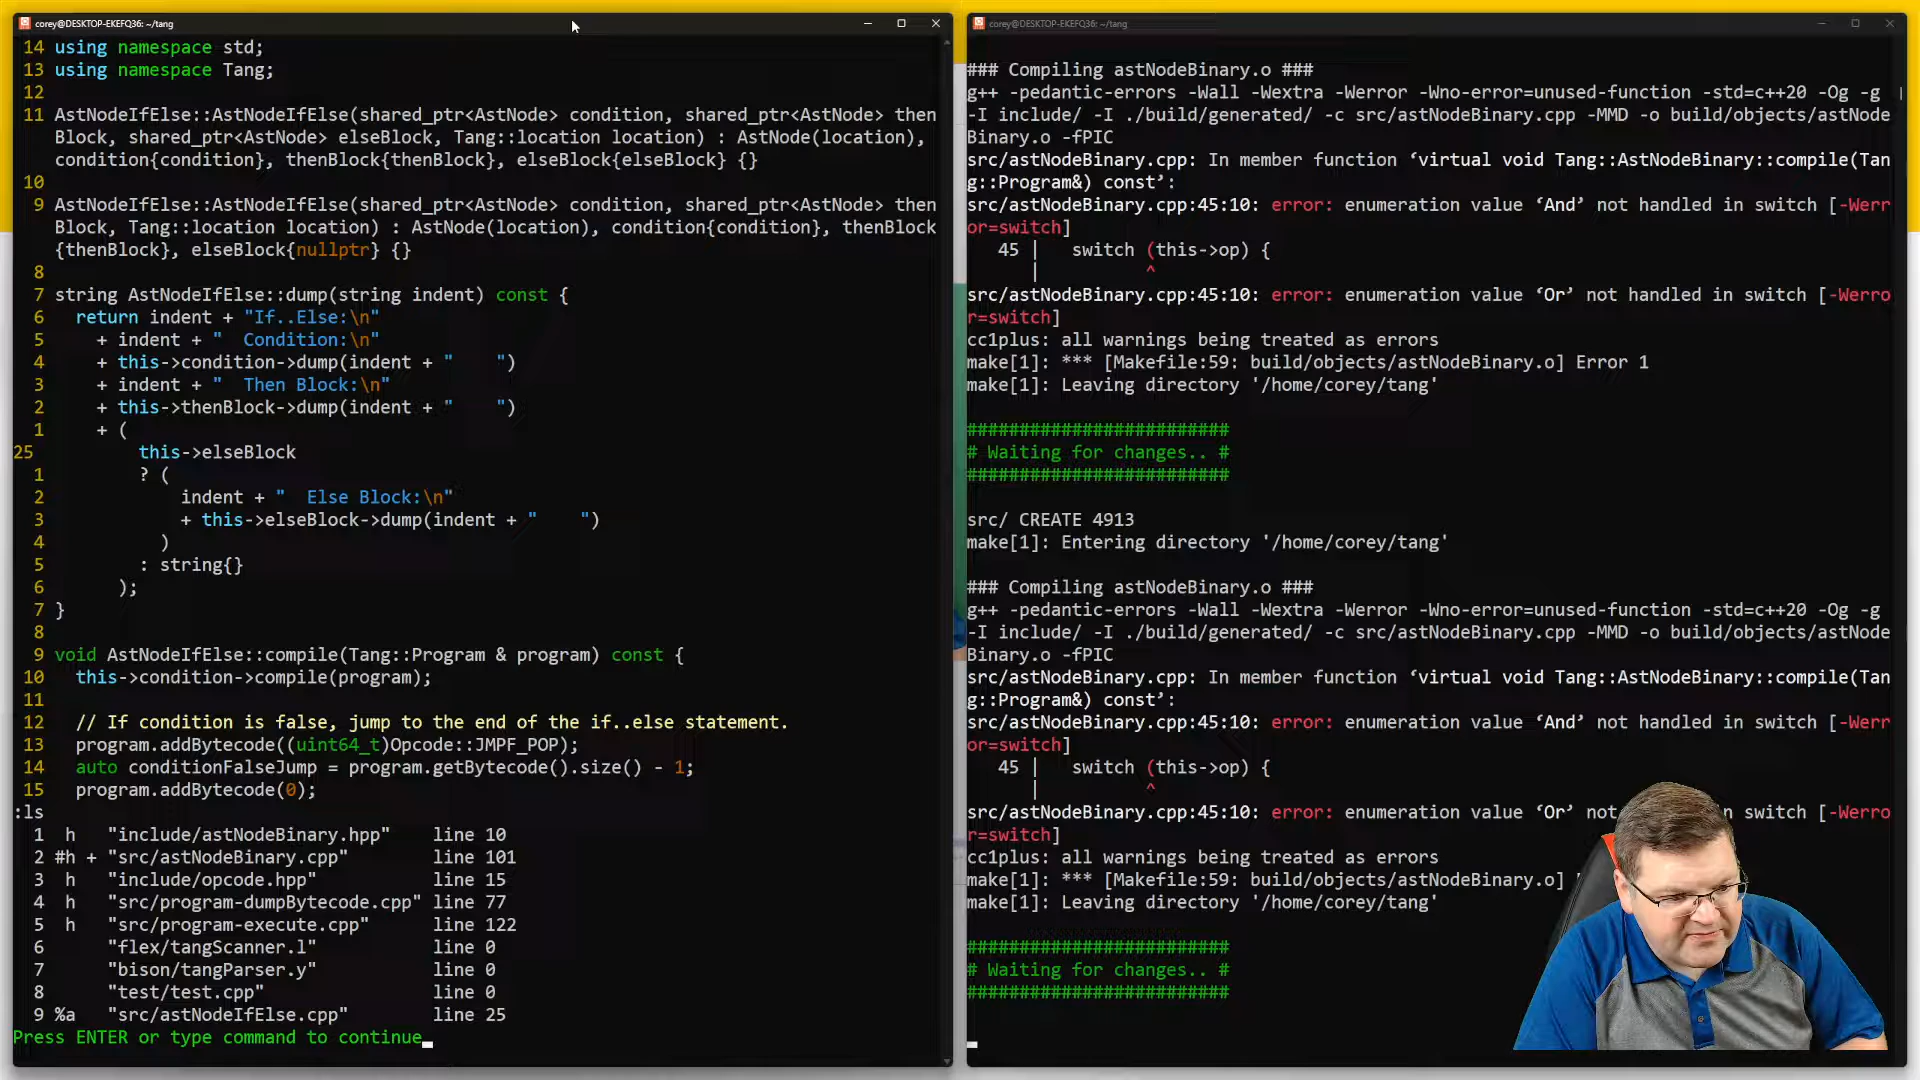 corey@DESKTOP-EKEFQ36: ~/tang
14 using namespace std;
13 using namespace Tang;
12
11 AstNodeIfElse::AstNodeIfElse(shared_ptr<AstNode> condition, shared_ptr<AstNode> then
Block, shared_ptr<AstNode> elseBlock, Tang::location location) : AstNode(location),
condition{condition}, thenBlock{thenBlock}, elseBlock{elseBlock} {}
10
9 AstNodeIfElse::AstNodeIfElse(shared_ptr<AstNode> condition, shared_ptr<AstNode> then
Block, Tang::location location) : AstNode(location), condition{condition}, thenBlock
{thenBlock}, elseBlock{nullptr} {}
8
7 string AstNodeIfElse::dump(string indent) const {
6   return indent + "If..Else:\n"
5     + indent + "  Condition:\n"
4     + this->condition->dump(indent + "    ")
3     + indent + "  Then Block:\n"
2     + this->thenBlock->dump(indent + "    ")
1     + (
25         this->elseBlock
1         ? (
2             indent + "  Else Block:\n"
3             + this->elseBlock->dump(indent + "    ")
4           )
5         : string{}
6       );
7 }
8
9 void AstNodeIfElse::compile(Tang::Program & program) const {
10   this->condition->compile(program);
11
12   // If condition is false, jump to the end of the if..else statement.
13   program.addBytecode((uint64_t)Opcode::JMPF_POP);
14   auto conditionFalseJump = program.getBytecode().size() - 1;
15   program.addBytecode(0);
:ls
1 h   "include/astNodeBinary.hpp"    line 10
2 #h + "src/astNodeBinary.cpp"        line 101
3 h   "include/opcode.hpp"           line 15
4 h   "src/program-dumpBytecode.cpp" line 77
5 h   "src/program-execute.cpp"      line 122
6     "flex/tangScanner.l"           line 0
7     "bison/tangParser.y"           line 0
8     "test/test.cpp"                line 0
9 %a  "src/astNodeIfElse.cpp"        line 25
Press ENTER or type command to continue
corey@DESKTOP-EKEFQ36: ~/tang
### Compiling astNodeBinary.o ###
g++ -pedantic-errors -Wall -Wextra -Werror -Wno-error=unused-function -std=c++20 -Og -g
-I include/ -I ./build/generated/ -c src/astNodeBinary.cpp -MMD -o build/objects/astNode
Binary.o -fPIC
src/astNodeBinary.cpp: In member function ‘virtual void Tang::AstNodeBinary::compile(Tan
g::Program&) const’:
src/astNodeBinary.cpp:45:10: error: enumeration value ‘And’ not handled in switch [-Werr
or=switch]
45 |   switch (this->op) {
|          ^
src/astNodeBinary.cpp:45:10: error: enumeration value ‘Or’ not handled in switch [-Werro
r=switch]
cc1plus: all warnings being treated as errors
make[1]: *** [Makefile:59: build/objects/astNodeBinary.o] Error 1
make[1]: Leaving directory '/home/corey/tang'
#########################
# Waiting for changes.. #
#########################
src/ CREATE 4913
make[1]: Entering directory '/home/corey/tang'
### Compiling astNodeBinary.o ###
g++ -pedantic-errors -Wall -Wextra -Werror -Wno-error=unused-function -std=c++20 -Og -g
-I include/ -I ./build/generated/ -c src/astNodeBinary.cpp -MMD -o build/objects/astNode
Binary.o -fPIC
src/astNodeBinary.cpp: In member function ‘virtual void Tang::AstNodeBinary::compile(Tan
g::Program&) const’:
src/astNodeBinary.cpp:45:10: error: enumeration value ‘And’ not handled in switch [-Werr
or=switch]
45 |   switch (this->op) {
|          ^
src/astNodeBinary.cpp:45:10: error: enumeration value ‘Or’ not handled in switch [-Werro
r=switch]
cc1plus: all warnings being treated as errors
make[1]: *** [Makefile:59: build/objects/astNodeBinary.o]
make[1]: Leaving directory '/home/corey/tang'
#########################
# Waiting for changes.. #
#########################